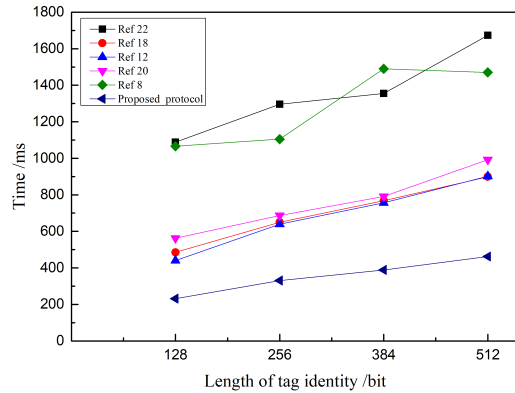 1800
1600
1400
1200
1000
800
600
400
200
0
Time /ms
Ref 22
Ref 18
Ref 12
Ref 20
Ref 8
Proposed protocol
128 256 384 512
Length of tag identity /bit